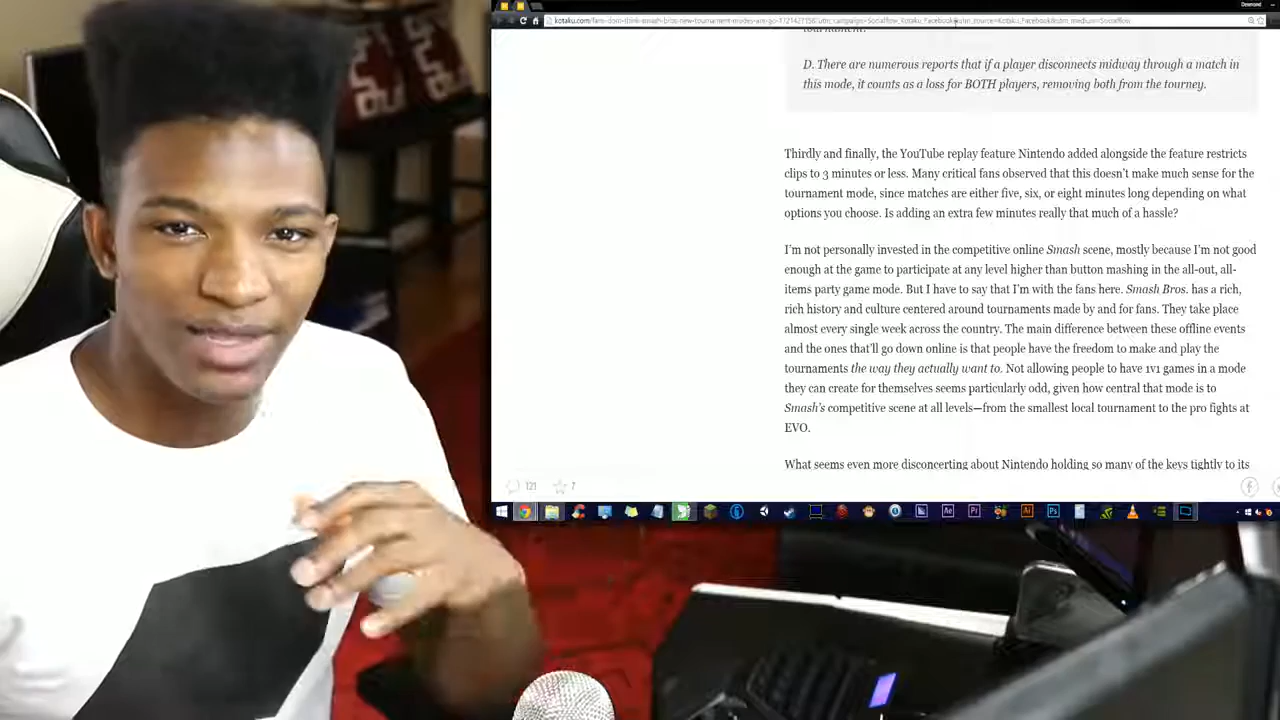 Desmond
tournament.
D. There are numerous reports that if a player disconnects midway through a match in
this mode, it counts as a loss for BOTH players, removing both from the tourney.
Thirdly and finally, the YouTube replay feature Nintendo added alongside the feature restricts
clips to 3 minutes or less. Many critical fans observed that this doesn't make much sense for the
tournament mode, since matches are either five, six, or eight minutes long depending on what
options you choose. Is adding an extra few minutes really that much of a hassle?
I'm not personally invested in the competitive online Smash scene, mostly because I'm not good
enough at the game to participate at any level higher than button mashing in the all-out, all-
items party game mode. But I have to say that I'm with the fans here. Smash Bros. has a rich,
rich history and culture centered around tournaments made by and for fans. They take place
almost every single week across the country. The main difference between these offline events
and the ones that'll go down online is that people have the freedom to make and play the
tournaments the way they actually want to. Not allowing people to have 1v1 games in a mode
they can create for themselves seems particularly odd, given how central that mode is to
Smash's competitive scene at all levels—from the smallest local tournament to the pro fights at
EVO.
What seems even more disconcerting about Nintendo holding so many of the keys tightly to its
121 7
f
Ae Pr Ai Ps